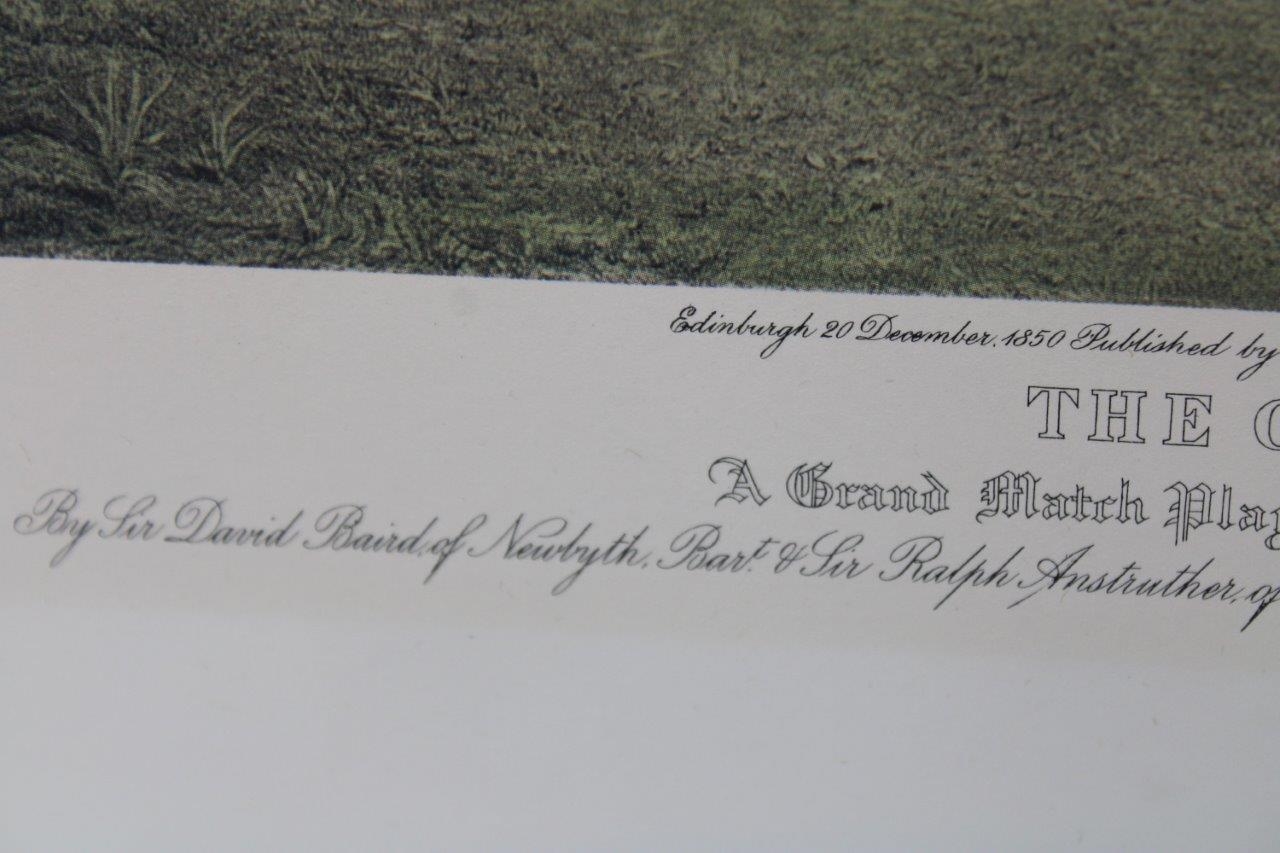 Edinburgh 20 December. 1850 Published by
THE
A Grand Match Play
By Sir David Baird, of Newbyth, Bart. & Sir Ralph Anstruther, of